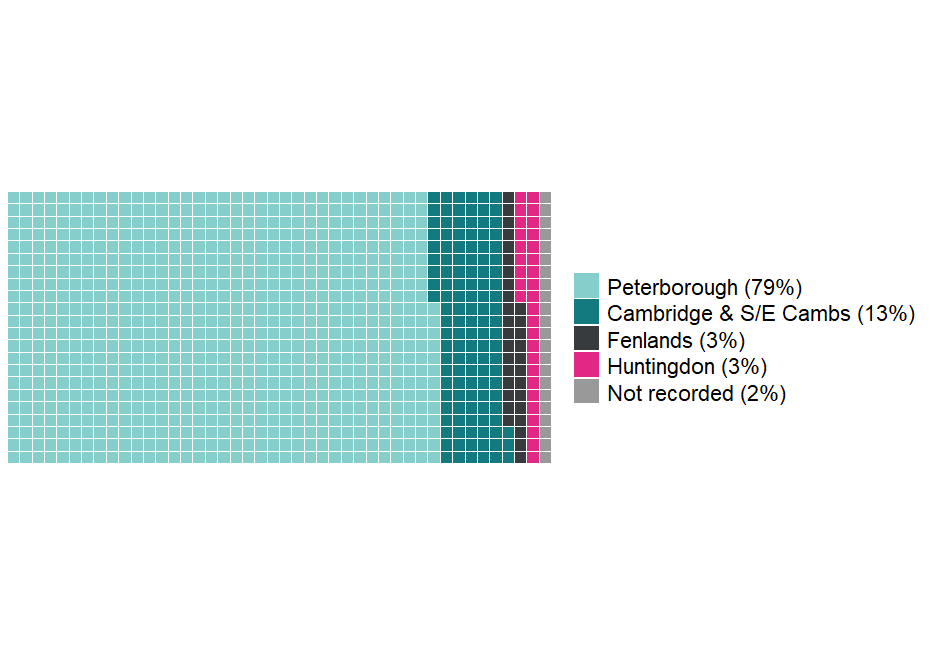 Peterborough (79%)
Cambridge & S/E Cambs (13%)
Fenlands (3%)
Huntingdon (3%)
Not recorded (2%)